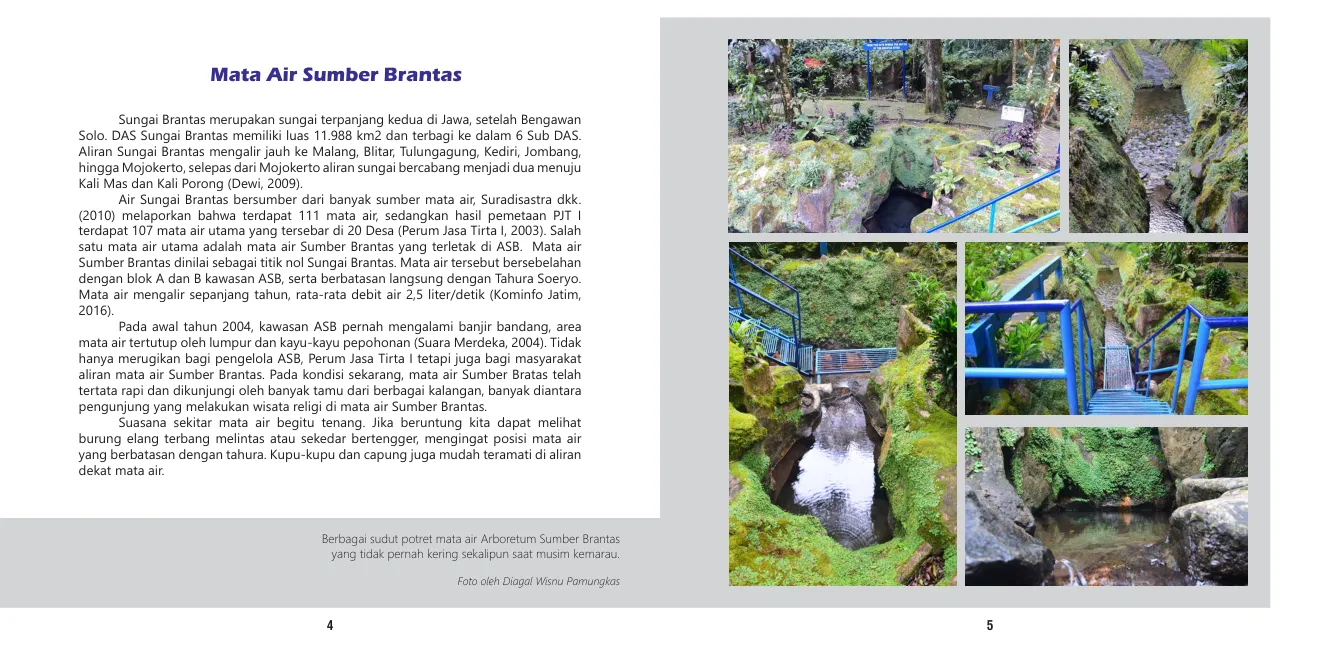 Mata Air Sumber Brantas
Sungai Brantas merupakan sungai terpanjang kedua di Jawa, setelah Bengawan
Solo. DAS Sungai Brantas memiliki luas 11.988 km2 dan terbagi ke dalam 6 Sub DAS.
Aliran Sungai Brantas mengalir jauh ke Malang, Blitar, Tulungagung, Kediri, Jombang,
hingga Mojokerto, selepas dari Mojokerto aliran sungai bercabang menjadi dua menuju
Kali Mas dan Kali Porong (Dewi, 2009).
Air Sungai Brantas bersumber dari banyak sumber mata air, Suradisastra dkk.
(2010) melaporkan bahwa terdapat 111 mata air, sedangkan hasil pemetaan PJT I
terdapat 107 mata air utama yang tersebar di 20 Desa (Perum Jasa Tirta I, 2003). Salah
satu mata air utama adalah mata air Sumber Brantas yang terletak di ASB.  Mata air
Sumber Brantas dinilai sebagai titik nol Sungai Brantas. Mata air tersebut bersebelahan
dengan blok A dan B kawasan ASB, serta berbatasan langsung dengan Tahura Soeryo.
Mata air mengalir sepanjang tahun, rata-rata debit air 2,5 liter/detik (Kominfo Jatim,
2016).
Pada awal tahun 2004, kawasan ASB pernah mengalami banjir bandang, area
mata air tertutup oleh lumpur dan kayu-kayu pepohonan (Suara Merdeka, 2004). Tidak
hanya merugikan bagi pengelola ASB, Perum Jasa Tirta I tetapi juga bagi masyarakat
aliran mata air Sumber Brantas. Pada kondisi sekarang, mata air Sumber Bratas telah
tertata rapi dan dikunjungi oleh banyak tamu dari berbagai kalangan, banyak diantara
pengunjung yang melakukan wisata religi di mata air Sumber Brantas.
Suasana sekitar mata air begitu tenang. Jika beruntung kita dapat melihat
burung elang terbang melintas atau sekedar bertengger, mengingat posisi mata air
yang berbatasan dengan tahura. Kupu-kupu dan capung juga mudah teramati di aliran
dekat mata air.
Berbagai sudut potret mata air Arboretum Sumber Brantas
yang tidak pernah kering sekalipun saat musim kemarau.
Foto oleh Diagal Wisnu Pamungkas
4
5